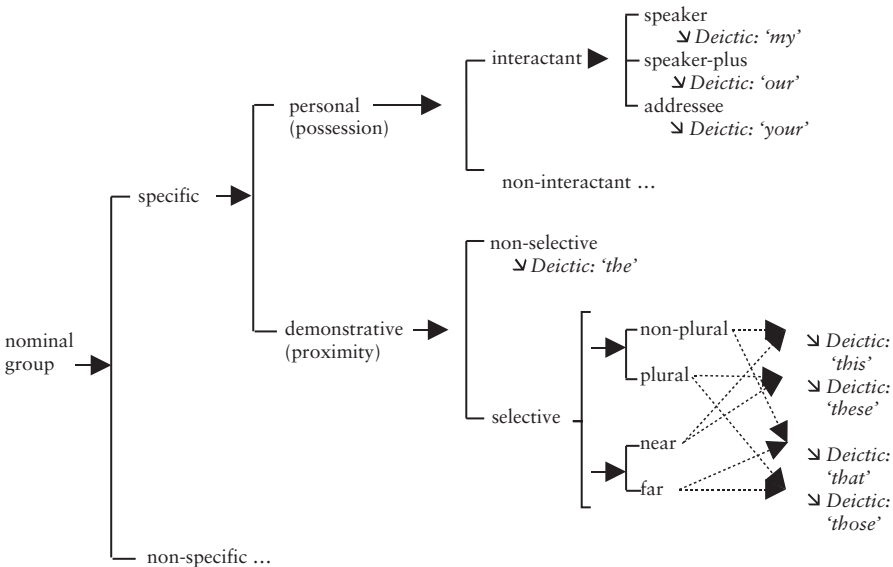 speaker
↘ Deictic: ‘my’
interactant
speaker-plus
↘ Deictic: ‘our’
personal
(possession)
addressee
↘ Deictic: ‘your’
non-interactant …
specific
non-selective
↘ Deictic: ‘the’
nominal
group
demonstrative
(proximity)
non-plural
↘ Deictic:
‘this’
plural
↘ Deictic:
‘these’
selective
near
↘ Deictic:
‘that’
far
↘ Deictic:
‘those’
non-specific …